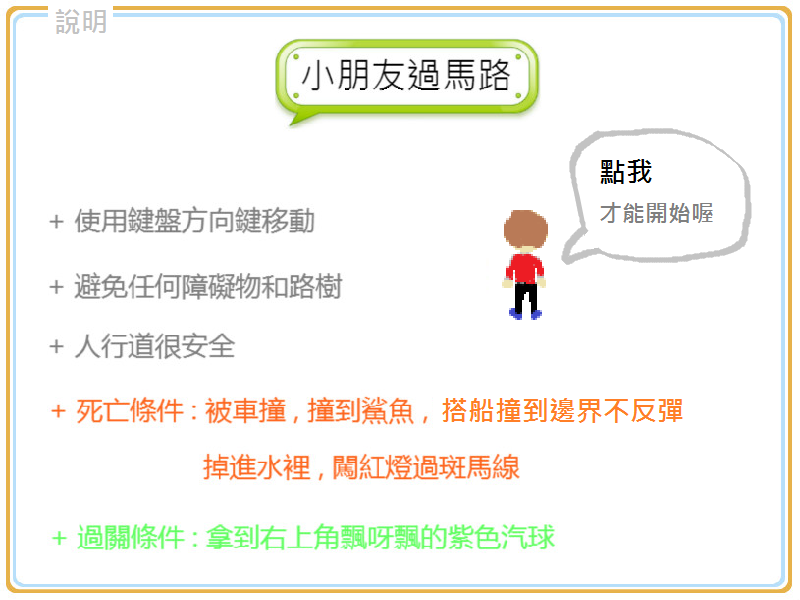 說明
小朋友過馬路
點我
才能開始喔
+ 使用鍵盤方向鍵移動
+ 避免任何障礙物和路樹
+ 人行道很安全
+ 死亡條件 : 被車撞 , 撞到鯊魚 , 搭船撞到邊界不反彈
掉進水裡 , 闖紅燈過斑馬線
+ 過關條件 : 拿到右上角飄呀飄的紫色汽球